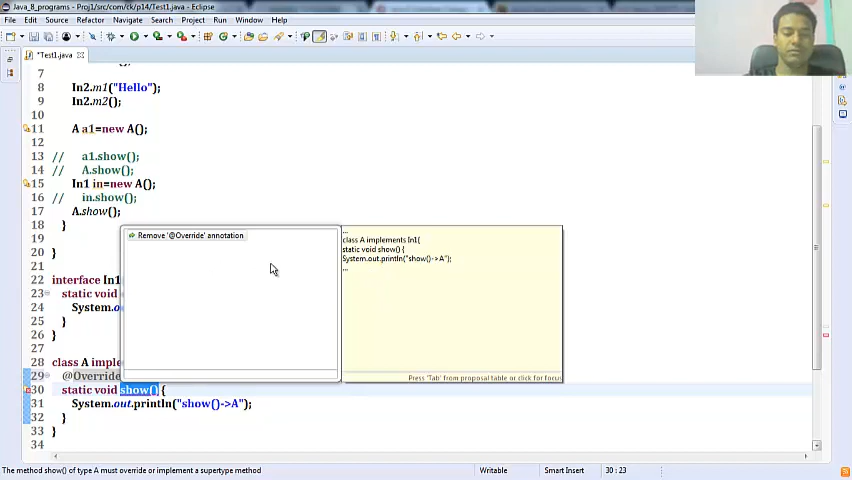 Java_8_programs - Proj1/src/com/ck/p14/Test1.java - Eclipse
File Edit Source Refactor Navigate Search Project Run Window Help
*Test1.java
7
8 In2.m1("Hello");
9 In2.m2();
10
11 A a1=new A();
12
13 // a1.show();
14 // A.show();
15 In1 in=new A();
16 // in.show();
17 A.show();
18 }
19
20 }
21
22 interface In1
23 static void
24 System.
25 }
26 }
27
28 class A imple
29 @Override
30 static void show() {
31 System.out.println("show()->A");
32 }
33 }
34
Remove '@Override' annotation
...
class A implements In1{
static void show() {
System.out.println("show()->A");
...
Press 'Tab' from proposal table or click for focus
The method show() of type A must override or implement a supertype method
Writable
Smart Insert
30 : 23